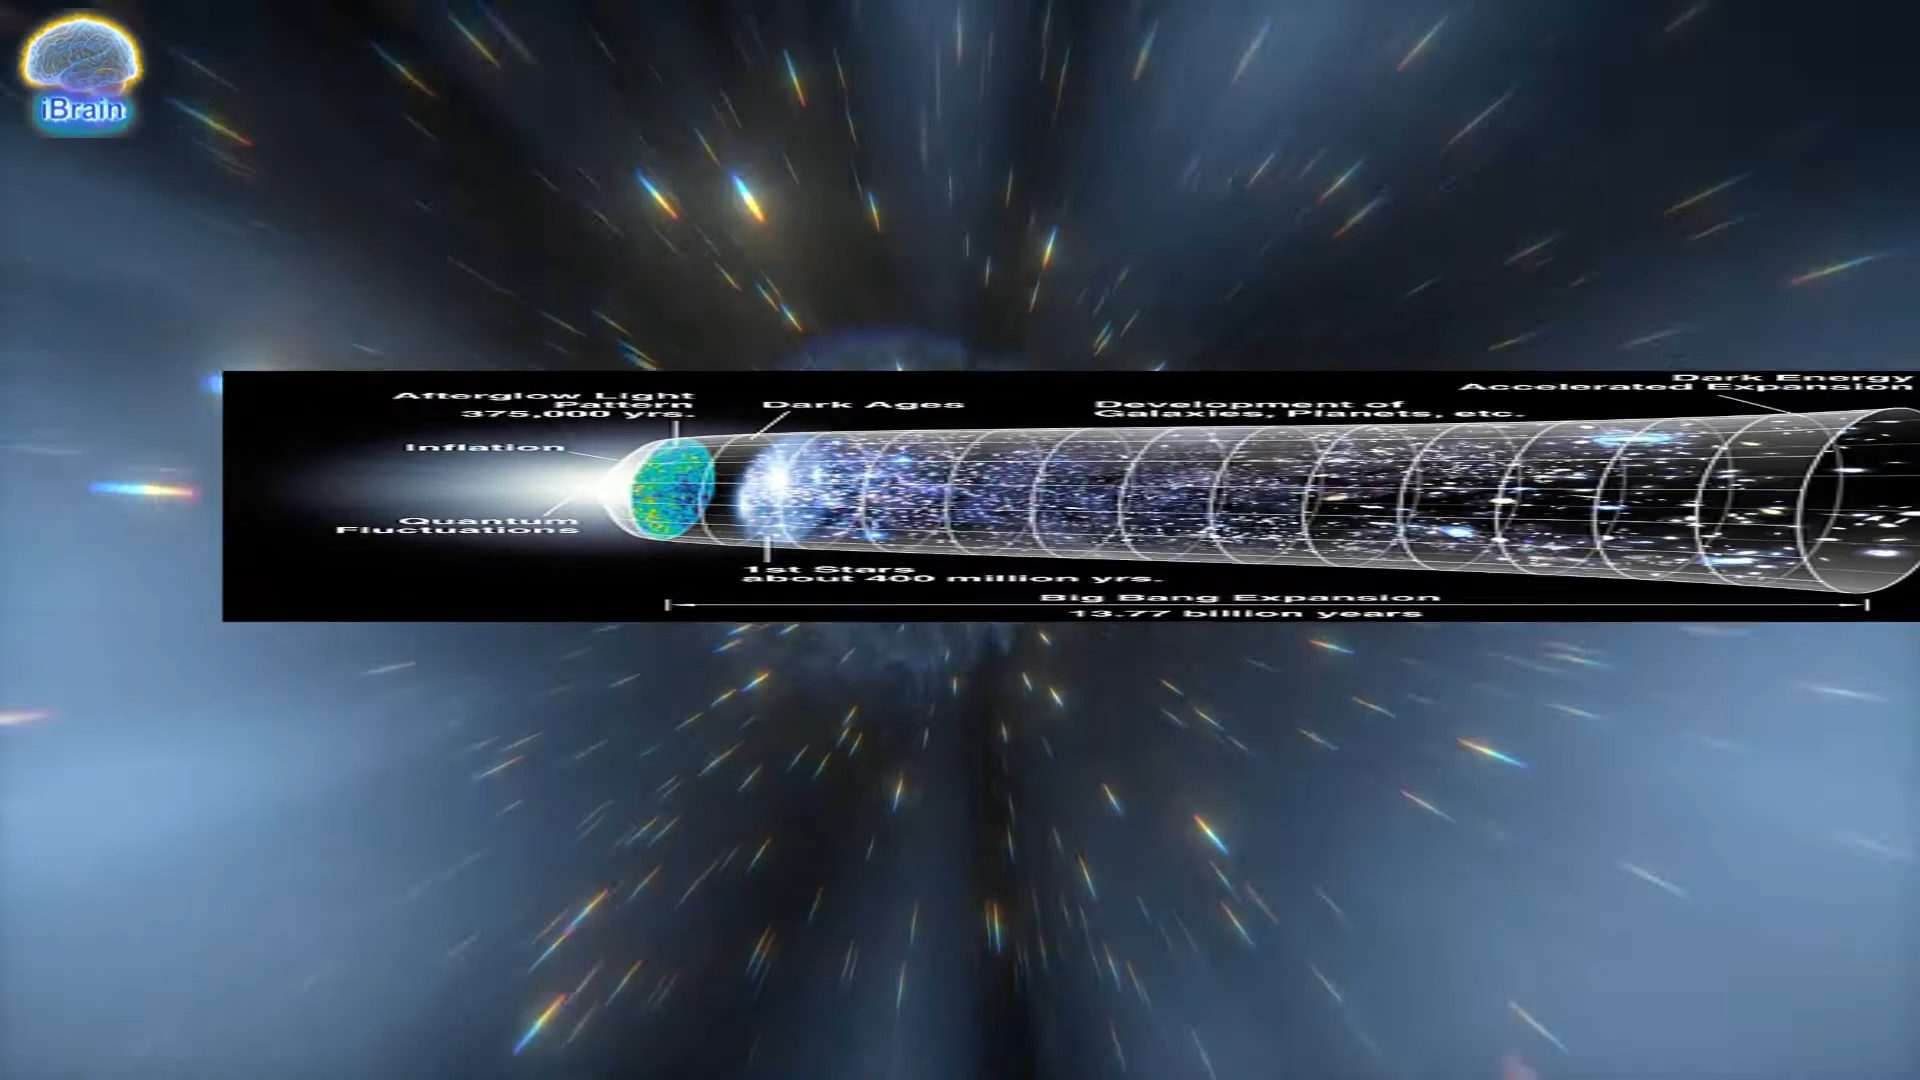 iBrain
Afterglow Light
Pattern
375,000 yrs.
Dark Ages
Development of
Galaxies, Planets, etc.
Dark Energy
Accelerated Expansion
Inflation
Quantum
Fluctuations
1st Stars
about 400 million yrs.
Big Bang Expansion
13.77 billion years